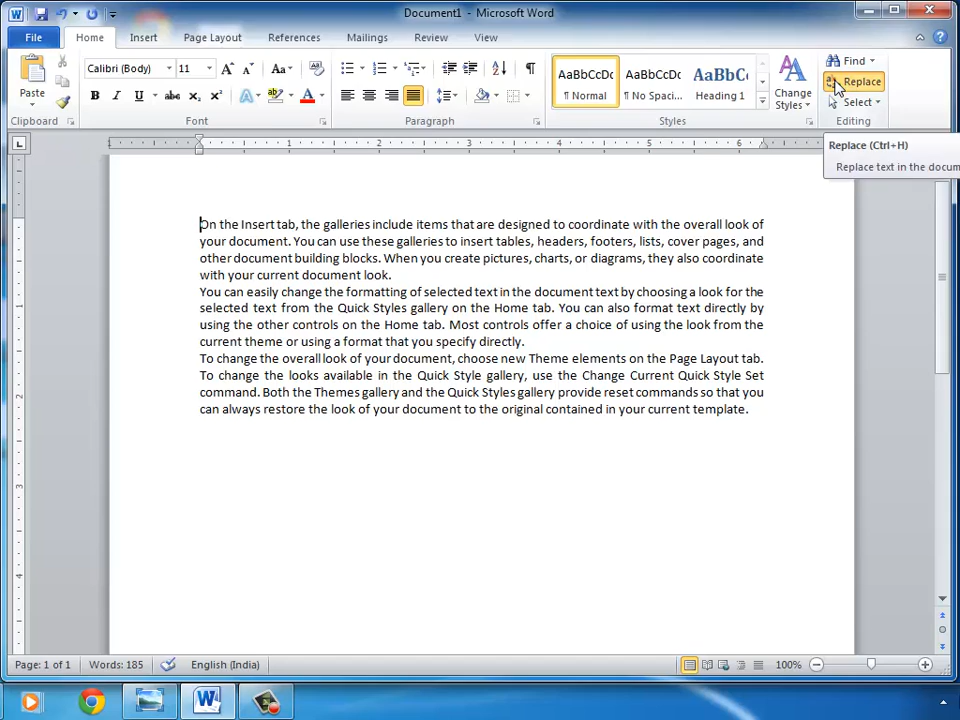 Document1 - Microsoft Word
File Home Insert Page Layout References Mailings Review View
Paste
Clipboard
Calibri (Body) 11
Font
Paragraph
AaBbCcDc AaBbCcDc AaBbC
¶ Normal ¶ No Spaci... Heading 1
Change
Styles
Styles
Find
Replace
Select
Editing
Replace (Ctrl+H)
Replace text in the docum
On the Insert tab, the galleries include items that are designed to coordinate with the overall look of
your document. You can use these galleries to insert tables, headers, footers, lists, cover pages, and
other document building blocks. When you create pictures, charts, or diagrams, they also coordinate
with your current document look.
You can easily change the formatting of selected text in the document text by choosing a look for the
selected text from the Quick Styles gallery on the Home tab. You can also format text directly by
using the other controls on the Home tab. Most controls offer a choice of using the look from the
current theme or using a format that you specify directly.
To change the overall look of your document, choose new Theme elements on the Page Layout tab.
To change the looks available in the Quick Style gallery, use the Change Current Quick Style Set
command. Both the Themes gallery and the Quick Styles gallery provide reset commands so that you
can always restore the look of your document to the original contained in your current template.
Page: 1 of 1 Words: 185 English (India) 100%